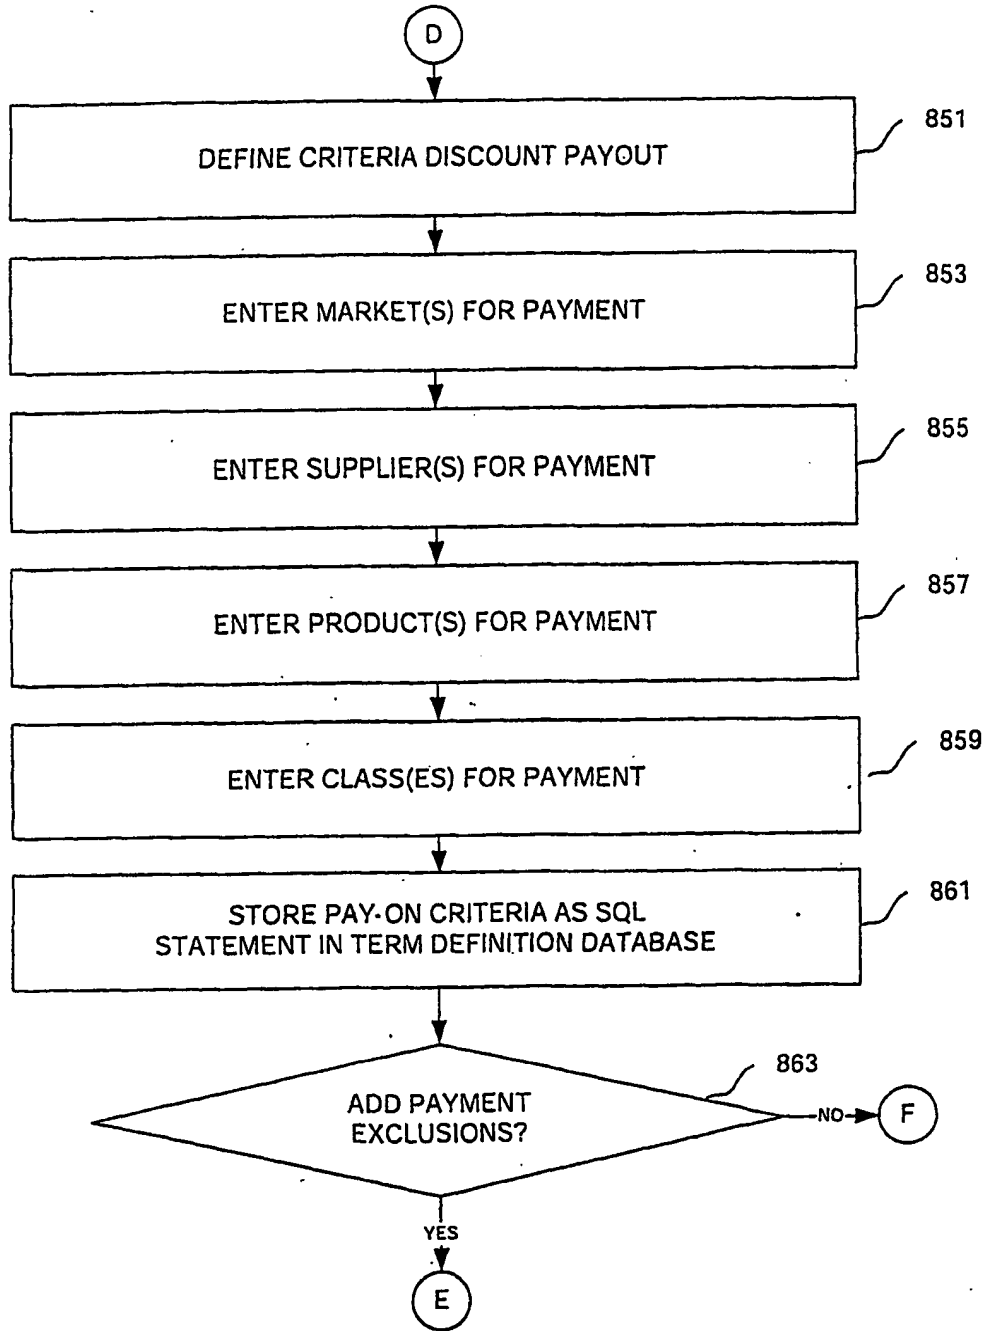 D
851
DEFINE CRITERIA DISCOUNT PAYOUT
853
ENTER MARKET(S) FOR PAYMENT
855
ENTER SUPPLIER(S) FOR PAYMENT
857
ENTER PRODUCT(S) FOR PAYMENT
859
ENTER CLASS(ES) FOR PAYMENT
861
STORE PAY-ON CRITERIA AS SQL
STATEMENT IN TERM DEFINITION DATABASE
863
ADD PAYMENT
EXCLUSIONS?
NO
F
YES
E